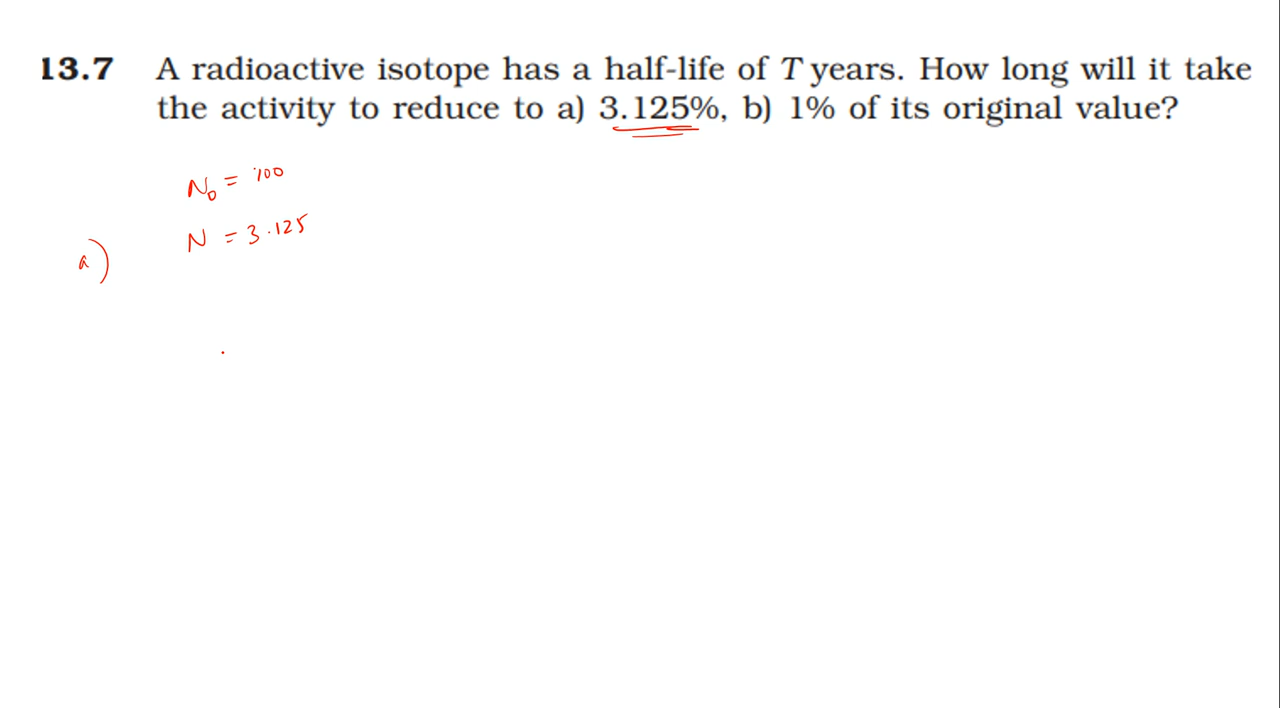 13.7 A radioactive isotope has a half-life of T years. How long will it take
the activity to reduce to a) 3.125%, b) 1% of its original value?
N₀ = 100
N = 3.125
a)